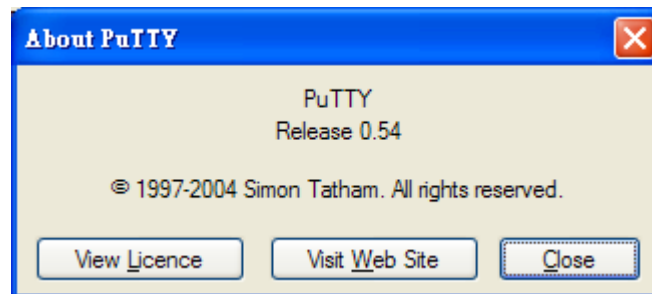 About PuTTY
PuTTY
Release 0.54
© 1997-2004 Simon Tatham. All rights reserved.
View Licence Visit Web Site Close